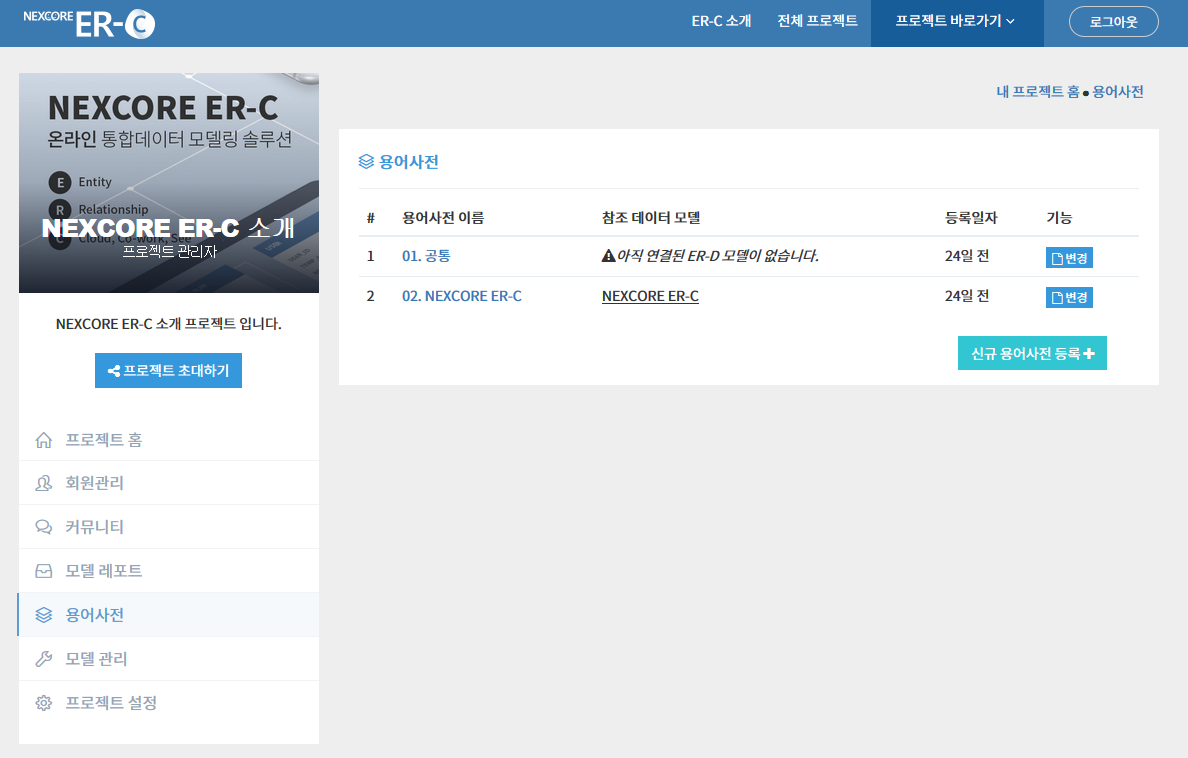 NEXCORE ER-C
ER-C 소개 전체 프로젝트 프로젝트 바로가기 로그아웃
NEXCORE ER-C
온라인 통합데이터 모델링 솔루션
E Entity
R Relationship
C Cloud, Co-work, See
NEXCORE ER-C 소개
프로젝트 관리자
NEXCORE ER-C 소개 프로젝트 입니다.
프로젝트 초대하기
프로젝트 홈
회원관리
커뮤니티
모델 레포트
용어사전
모델 관리
프로젝트 설정
내 프로젝트 홈 ● 용어사전
용어사전
# 용어사전 이름 참조 데이터 모델 등록일자 기능
1 01. 공통 아직 연결된 ER-D 모델이 없습니다. 24일 전 변경
2 02. NEXCORE ER-C NEXCORE ER-C 24일 전 변경
신규 용어사전 등록